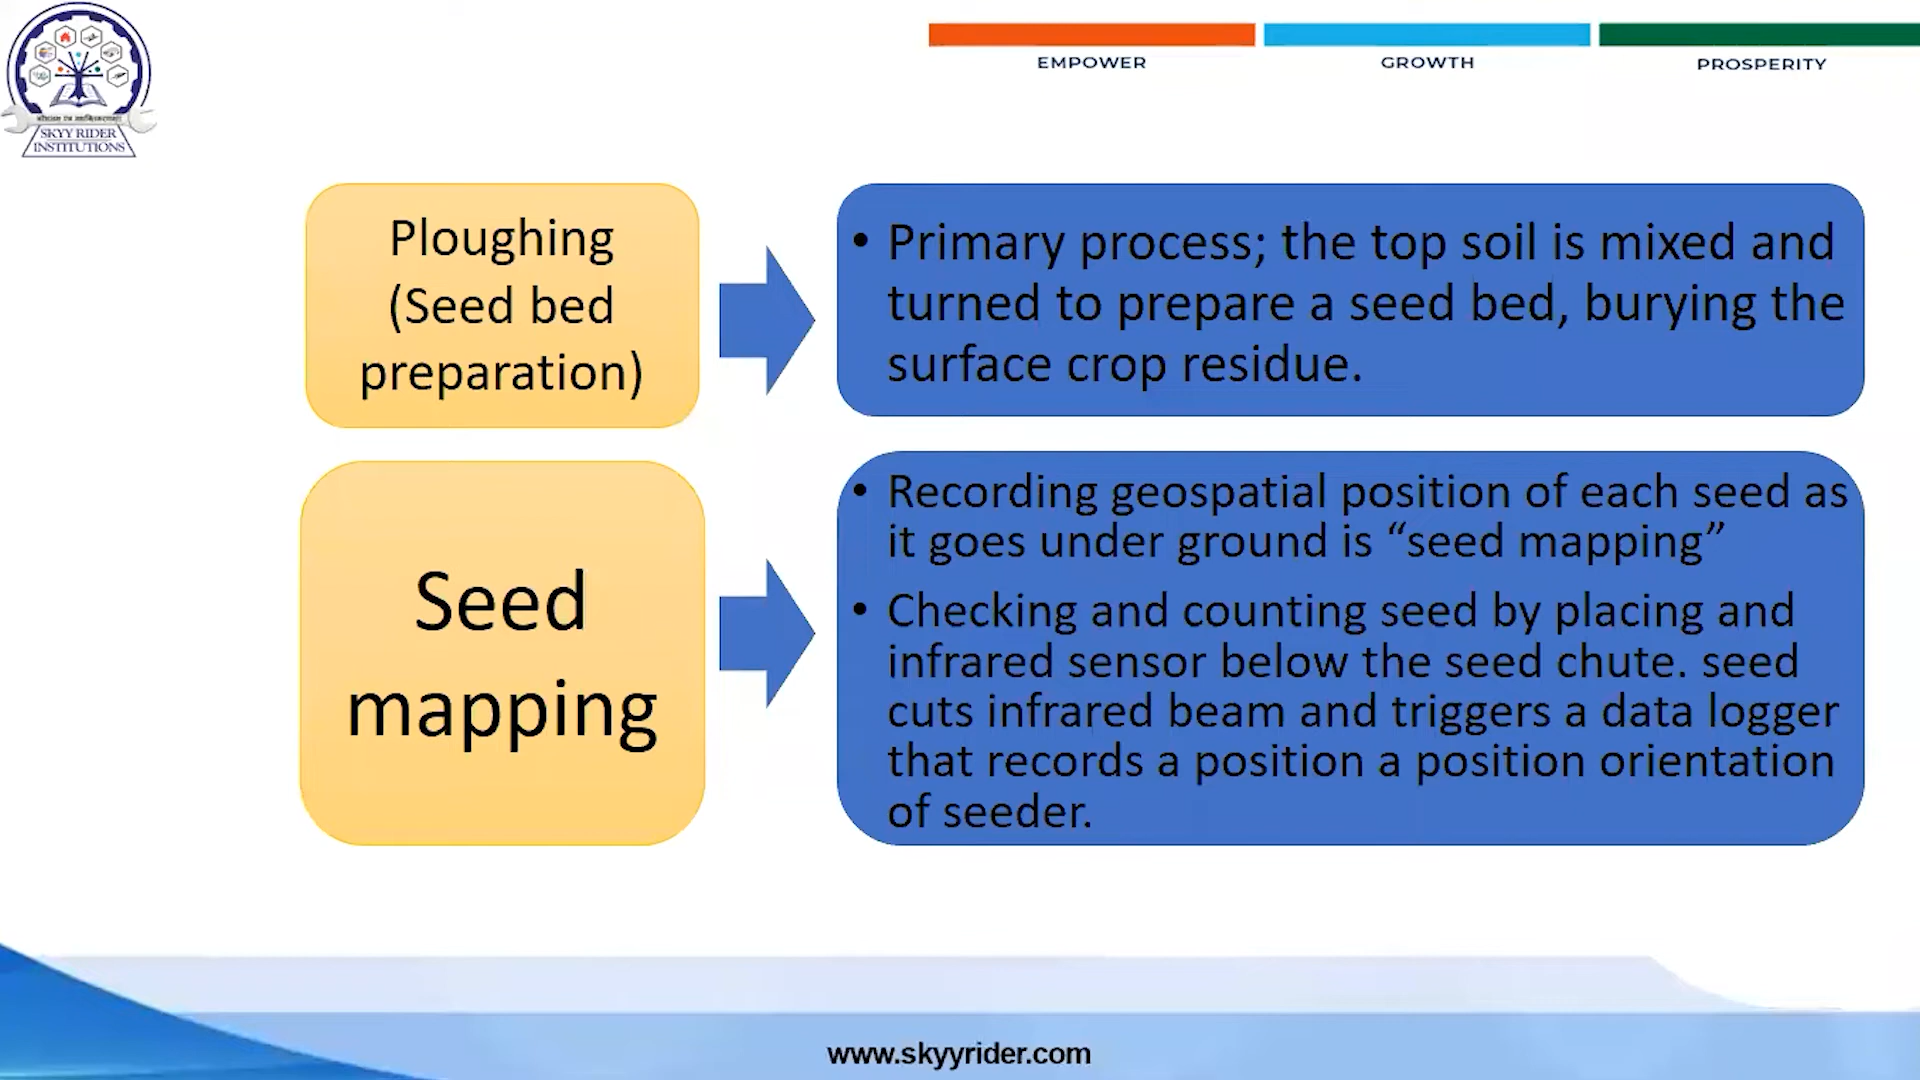 EMPOWER
GROWTH
PROSPERITY
SKYY RIDER
INSTITUTIONS
Ploughing
(Seed bed
preparation)
• Primary process; the top soil is mixed and
turned to prepare a seed bed, burying the
surface crop residue.
Seed
mapping
• Recording geospatial position of each seed as
it goes under ground is “seed mapping”
• Checking and counting seed by placing and
infrared sensor below the seed chute. seed
cuts infrared beam and triggers a data logger
that records a position a position orientation
of seeder.
www.skyyrider.com